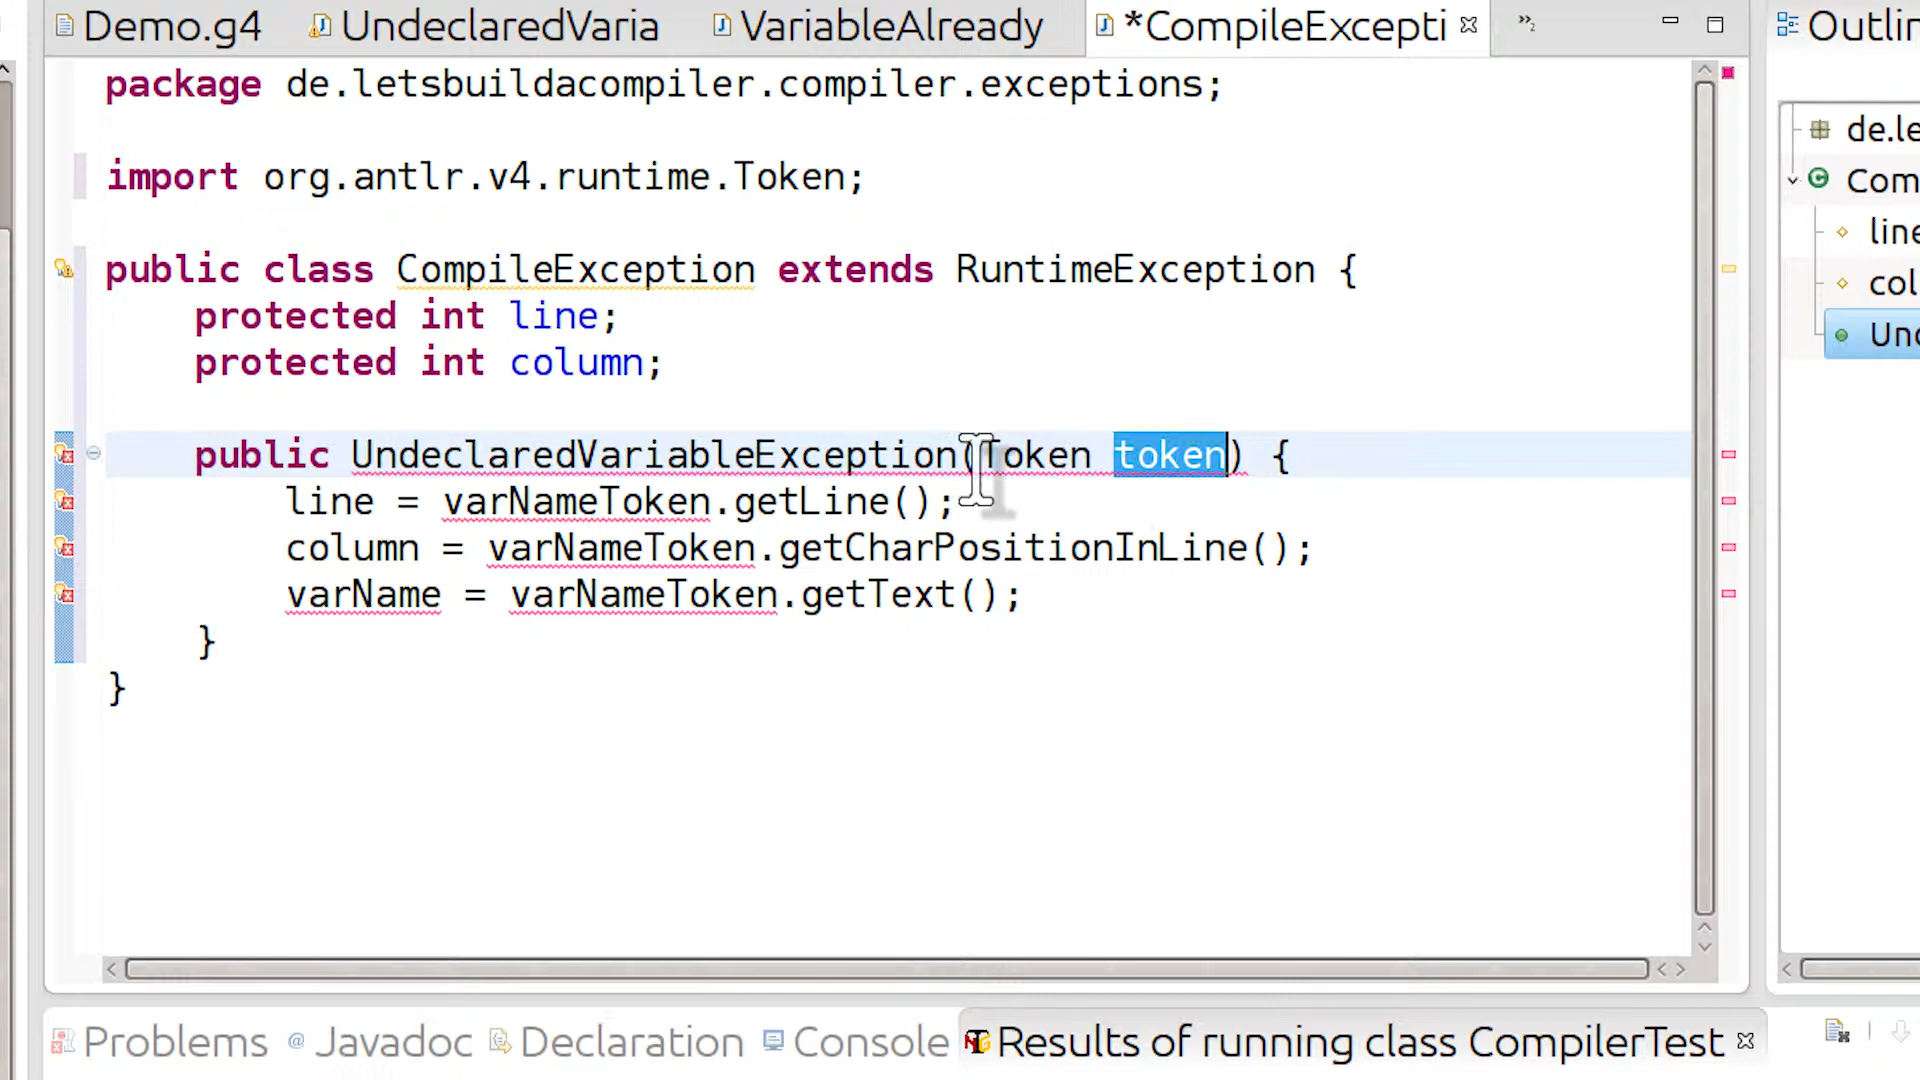 Demo.g4 UndeclaredVaria VariableAlready *CompileExcepti »2 Outlin
package de.letsbuildacompiler.compiler.exceptions;
import org.antlr.v4.runtime.Token;
public class CompileException extends RuntimeException {
protected int line;
protected int column;
public UndeclaredVariableException(Token token) {
line = varNameToken.getLine();
column = varNameToken.getCharPositionInLine();
varName = varNameToken.getText();
}
}
de.le
Com
line
col
Und
Problems @ Javadoc Declaration Console Results of running class CompilerTest